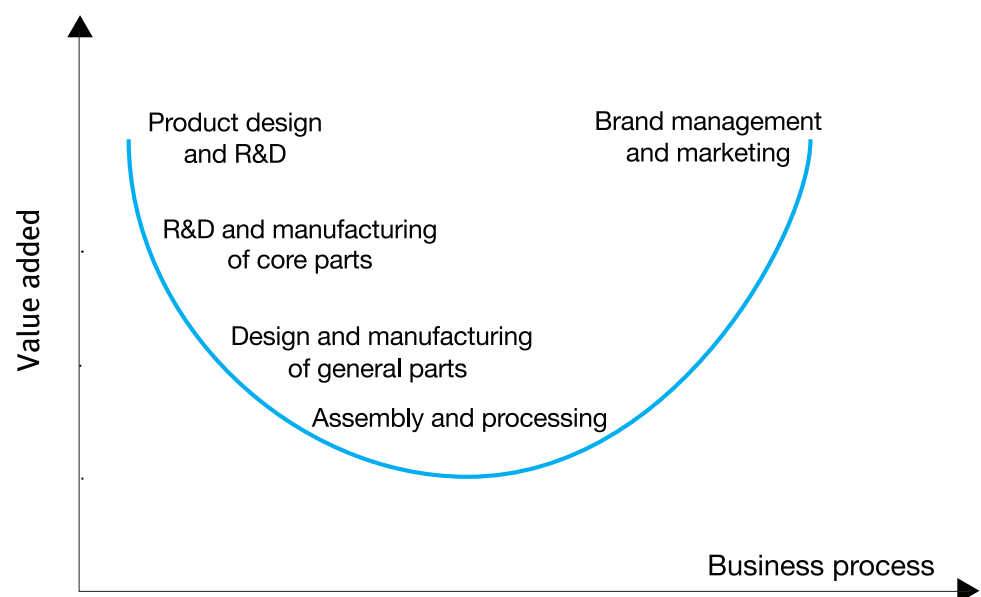 Product design
and R&D
Brand management
and marketing
R&D and manufacturing
of core parts
Design and manufacturing
of general parts
Assembly and processing
Value added
Business process